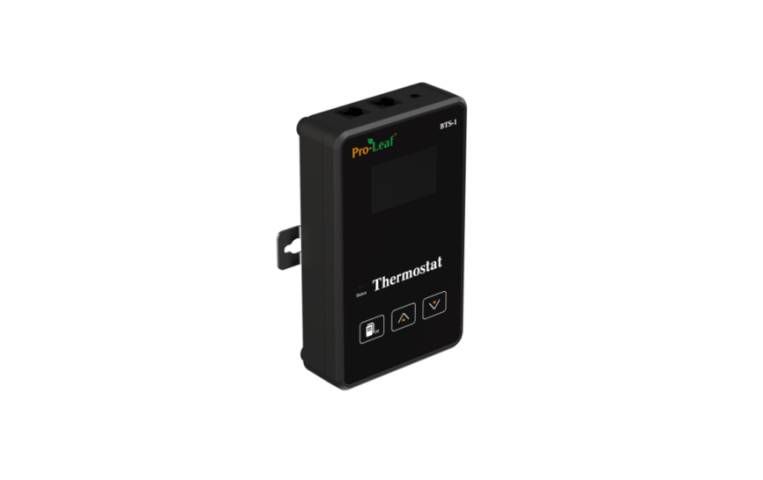 Pro-Leaf
BTS-1
Thermostat